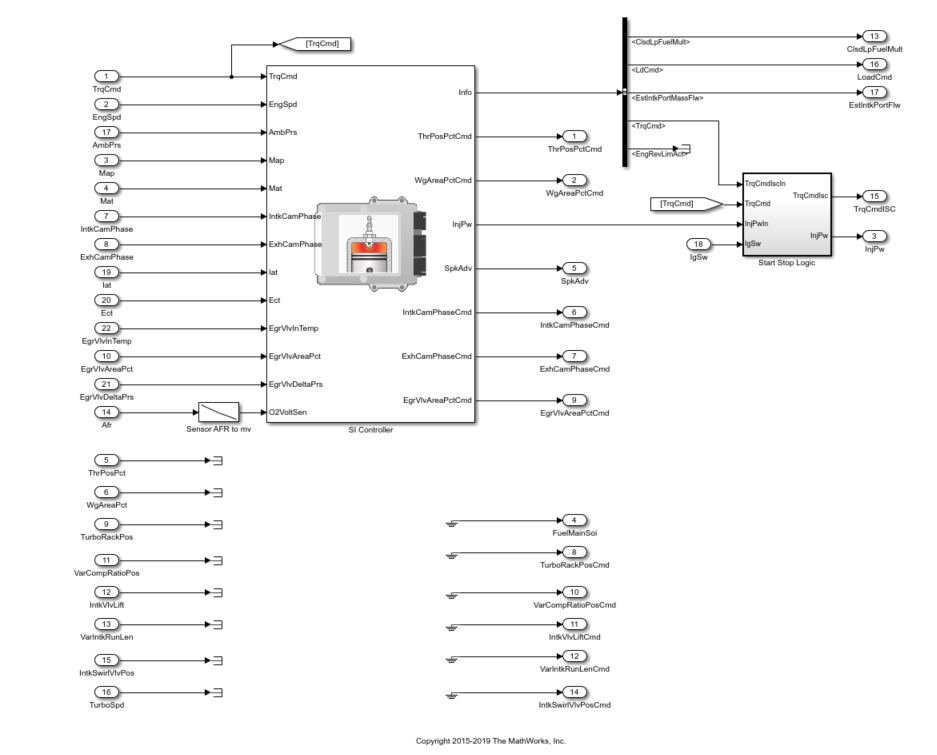 [TrqCmd]
1
TrqCmd
2
EngSpd
17
AmbPrs
3
Map
4
Mat
7
IntkCamPhase
8
ExhCamPhase
19
Iat
20
Ect
22
EgrVlvInTemp
10
EgrVlvAreaPct
21
EgrVlvDeltaPrs
14
Afr
Sensor AFR to mv
TrqCmd
EngSpd
AmbPrs
Map
Mat
IntkCamPhase
ExhCamPhase
Iat
Ect
EgrVlvInTemp
EgrVlvAreaPct
EgrVlvDeltaPrs
O2VoltSen
Info
ThrPosPctCmd
WgAreaPctCmd
InjPw
SpkAdv
IntkCamPhaseCmd
ExhCamPhaseCmd
EgrVlvAreaPctCmd
SI Controller
1
ThrPosPctCmd
2
WgAreaPctCmd
5
SpkAdv
6
IntkCamPhaseCmd
7
ExhCamPhaseCmd
9
EgrVlvAreaPctCmd
<ClsdLpFuelMult>
<LdCmd>
<EstIntkPortMassFlw>
<TrqCmd>
<EngRevLimAct>
13
ClsdLpFuelMult
16
LoadCmd
17
EstIntkPortFlw
[TrqCmd]
18
IgSw
TrqCmdIscIn
TrqCmd
InjPwIn
IgSw
TrqCmdIsc
InjPw
Start Stop Logic
15
TrqCmdISC
3
InjPw
5
ThrPosPct
6
WgAreaPct
9
TurboRackPos
11
VarCompRatioPos
12
IntkVlvLift
13
VarIntkRunLen
15
IntkSwirlVlvPos
16
TurboSpd
4
FuelMainSoi
8
TurboRackPosCmd
10
VarCompRatioPosCmd
11
IntkVlvLiftCmd
12
VarIntkRunLenCmd
14
IntkSwirlVlvPosCmd
Copyright 2015-2019 The MathWorks, Inc.